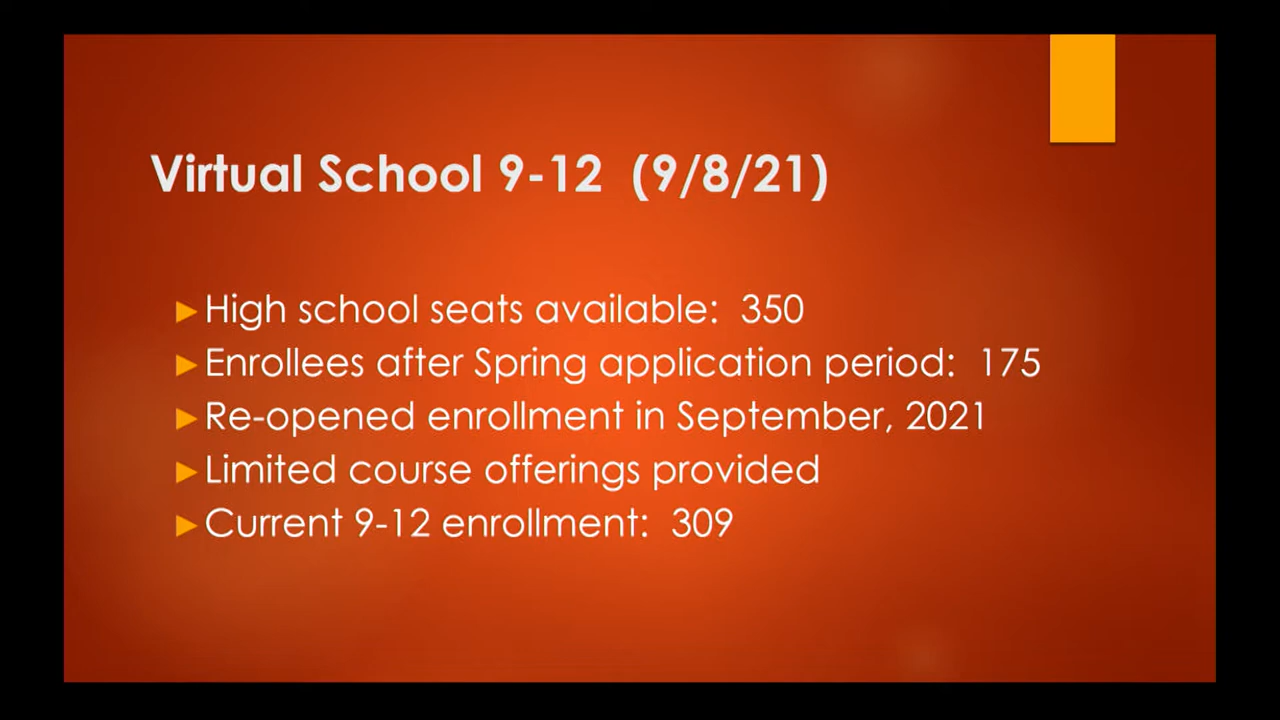 Virtual School 9-12 (9/8/21)
High school seats available: 350
Enrollees after Spring application period: 175
Re-opened enrollment in September, 2021
Limited course offerings provided
Current 9-12 enrollment: 309